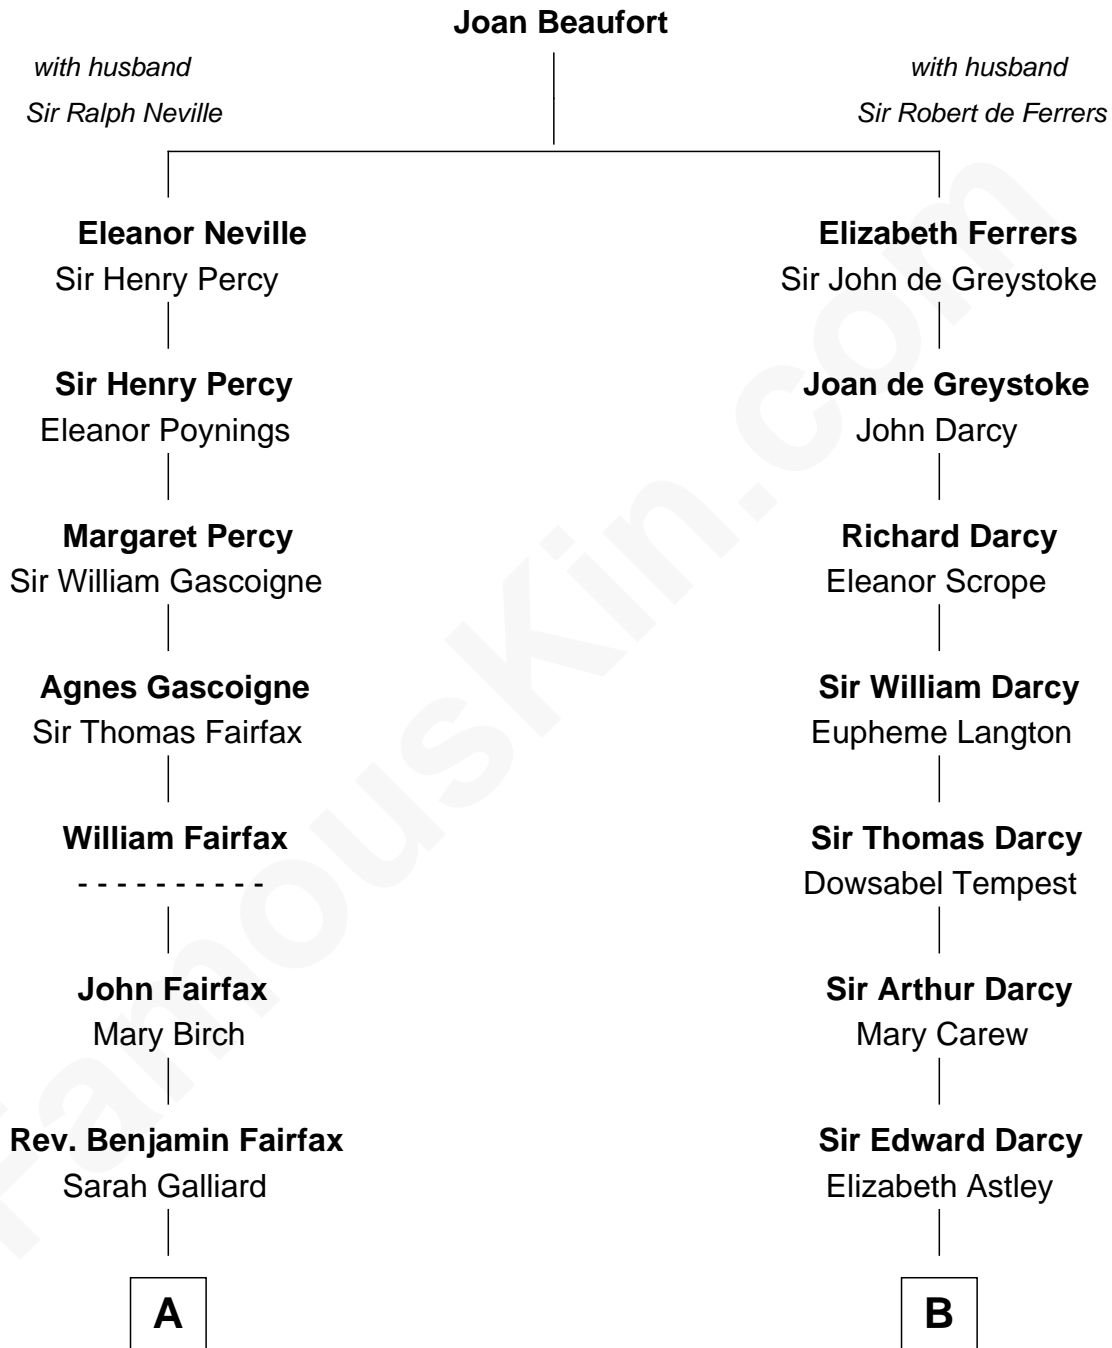 Joan Beaufort
with husband
Sir Ralph Neville
with husband
Sir Robert de Ferrers
Eleanor Neville
Sir Henry Percy
Elizabeth Ferrers
Sir John de Greystoke
Sir Henry Percy
Eleanor Poynings
Joan de Greystoke
John Darcy
Margaret Percy
Sir William Gascoigne
Richard Darcy
Eleanor Scrope
Agnes Gascoigne
Sir Thomas Fairfax
Sir William Darcy
Eupheme Langton
William Fairfax
- - - - - - - - - -
Sir Thomas Darcy
Dowsabel Tempest
John Fairfax
Mary Birch
Sir Arthur Darcy
Mary Carew
Rev. Benjamin Fairfax
Sarah Galliard
Sir Edward Darcy
Elizabeth Astley
A
B
FamousKin.com